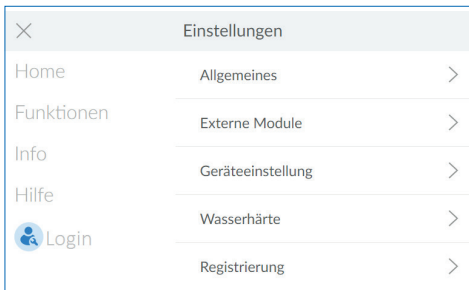 Einstellungen
Home
Funktionen
Info
Hilfe
Login
Allgemeines
Externe Module
Geräteeinstellung
Wasserhärte
Registrierung